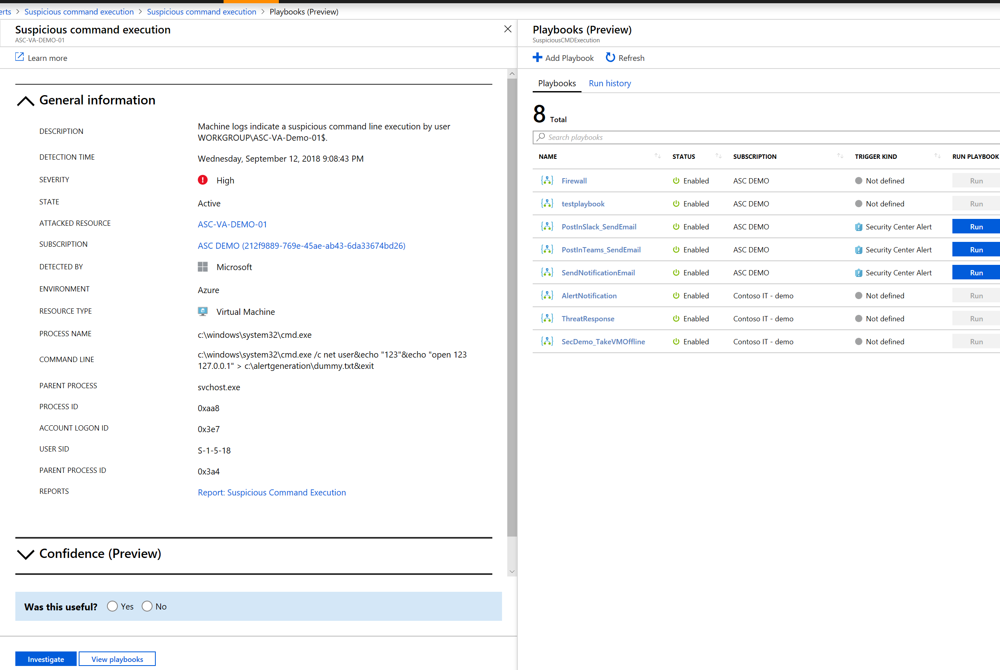 erts > Suspicious command execution > Suspicious command execution > Playbooks (Preview)
Suspicious command execution
ASC-VA-DEMO-01
Learn more
General information
DESCRIPTION
Machine logs indicate a suspicious command line execution by user
WORKGROUP\ASC-VA-Demo-01$.
DETECTION TIME
Wednesday, September 12, 2018 9:08:43 PM
SEVERITY
High
STATE
Active
ATTACKED RESOURCE
ASC-VA-DEMO-01
SUBSCRIPTION
ASC DEMO (212f9889-769e-45ae-ab43-6da33674bd26)
DETECTED BY
Microsoft
ENVIRONMENT
Azure
RESOURCE TYPE
Virtual Machine
PROCESS NAME
c:\windows\system32\cmd.exe
COMMAND LINE
c:\windows\system32\cmd.exe /c net user&echo "123"&echo "open 123
127.0.0.1" > c:\alertgeneration\dummy.txt&exit
PARENT PROCESS
svchost.exe
PROCESS ID
0xaa8
ACCOUNT LOGON ID
0x3e7
USER SID
S-1-5-18
PARENT PROCESS ID
0x3a4
REPORTS
Report: Suspicious Command Execution
Confidence (Preview)
Was this useful? Yes No
Investigate View playbooks
Playbooks (Preview)
SuspiciousCMDExecution
Add Playbook Refresh
Playbooks Run history
8 Total
Search playbooks
NAME STATUS SUBSCRIPTION TRIGGER KIND RUN PLAYBOOK
Firewall Enabled ASC DEMO Not defined Run
testplaybook Enabled ASC DEMO Not defined Run
PostInSlack_SendEmail Enabled ASC DEMO Security Center Alert Run
PostInTeams_SendEmail Enabled ASC DEMO Security Center Alert Run
SendNotificationEmail Enabled ASC DEMO Security Center Alert Run
AlertNotification Enabled Contoso IT - demo Not defined Run
ThreatResponse Enabled Contoso IT - demo Not defined Run
SecDemo_TakeVMOffline Enabled Contoso IT - demo Not defined Run